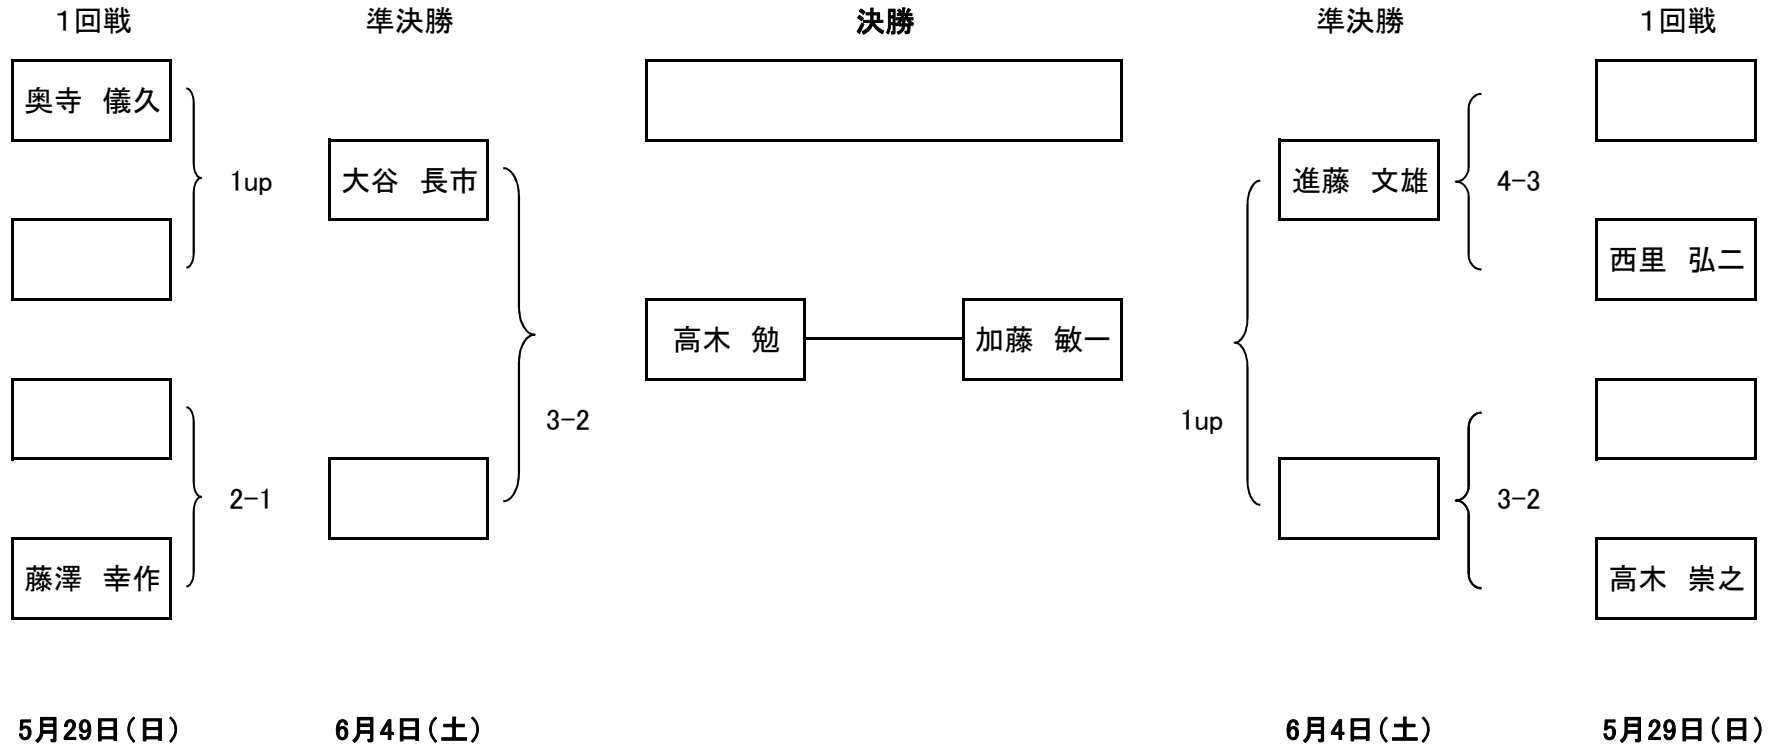 １回戦
準決勝
決勝
準決勝
１回戦
奥寺　儀久
1up
大谷　長市
進藤　文雄
4-3
西里　弘二
高木　勉
加藤　敏一
3-2
1up
2-1
3-2
藤澤　幸作
高木　崇之
5月29日（日）
6月4日（土）
6月4日（土）
5月29日（日）